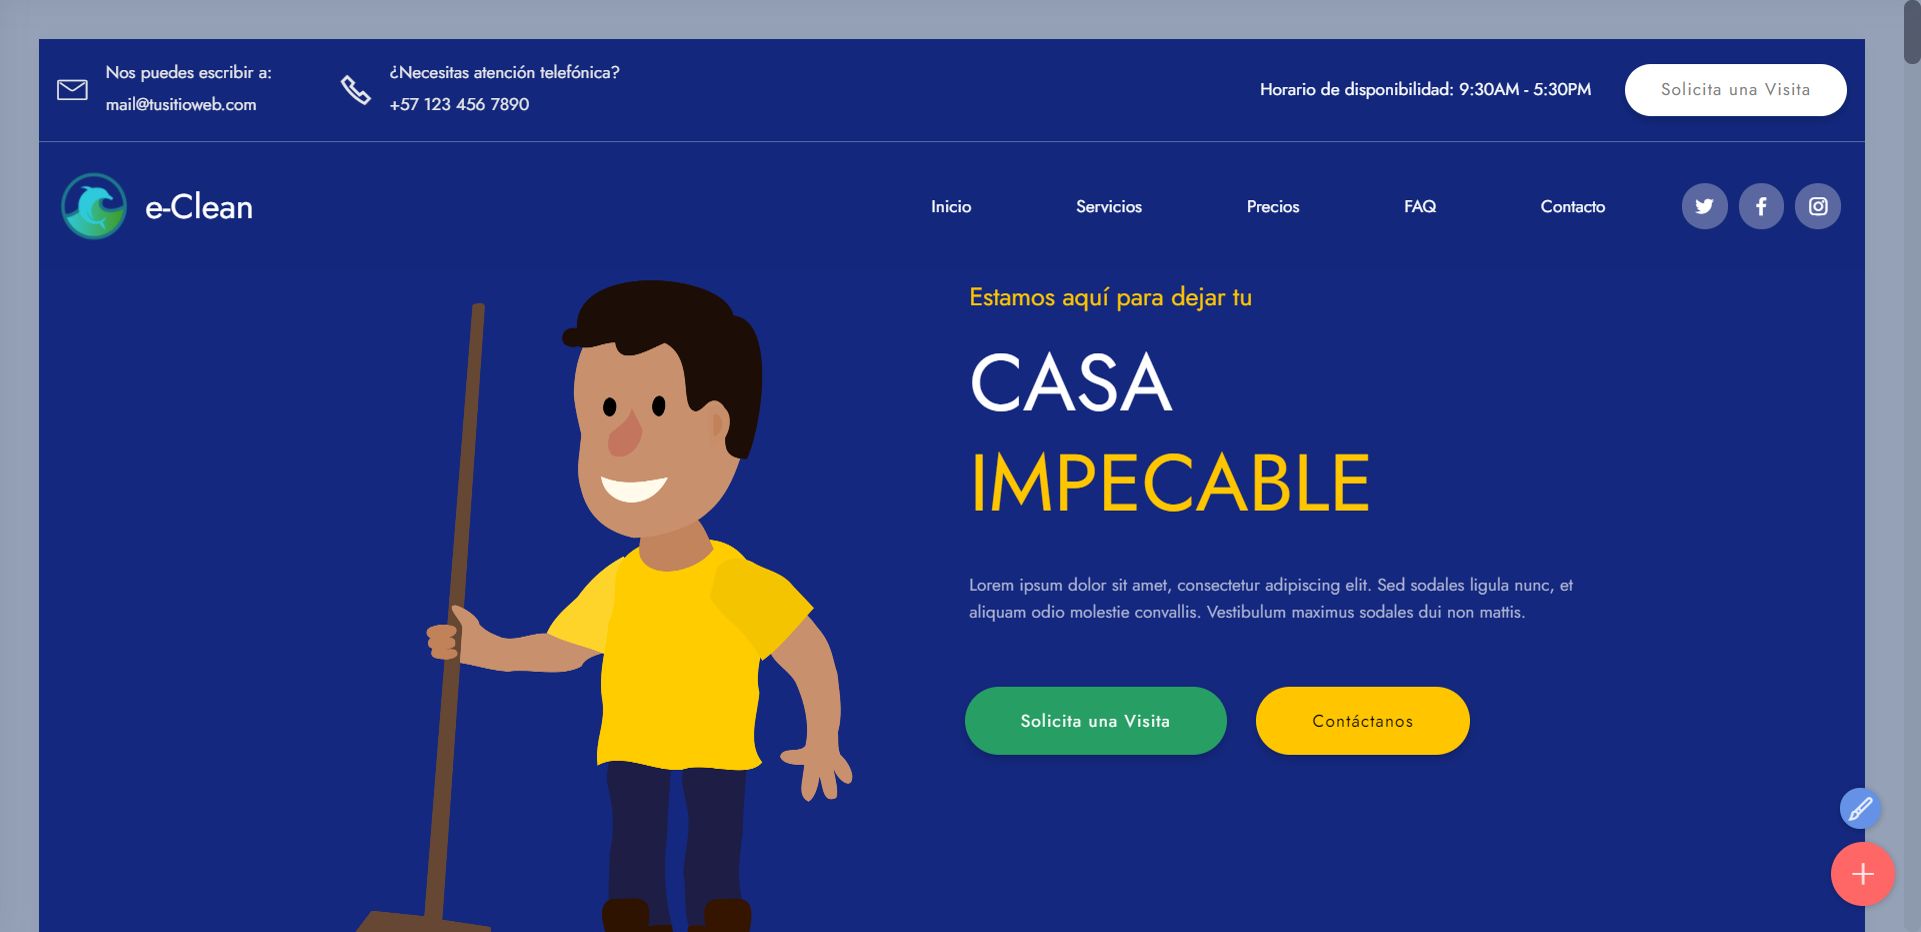 Nos puedes escribir a:
mail@tusitioweb.com
¿Necesitas atención telefónica?
+57 123 456 7890
Horario de disponibilidad: 9:30AM - 5:30PM
Solicita una Visita
e-Clean
Inicio
Servicios
Precios
FAQ
Contacto
Estamos aquí para dejar tu
CASA
IMPECABLE
Lorem ipsum dolor sit amet, consectetur adipiscing elit. Sed sodales ligula nunc, et
aliquam odio molestie convallis. Vestibulum maximus sodales dui non mattis.
Solicita una Visita
Contáctanos